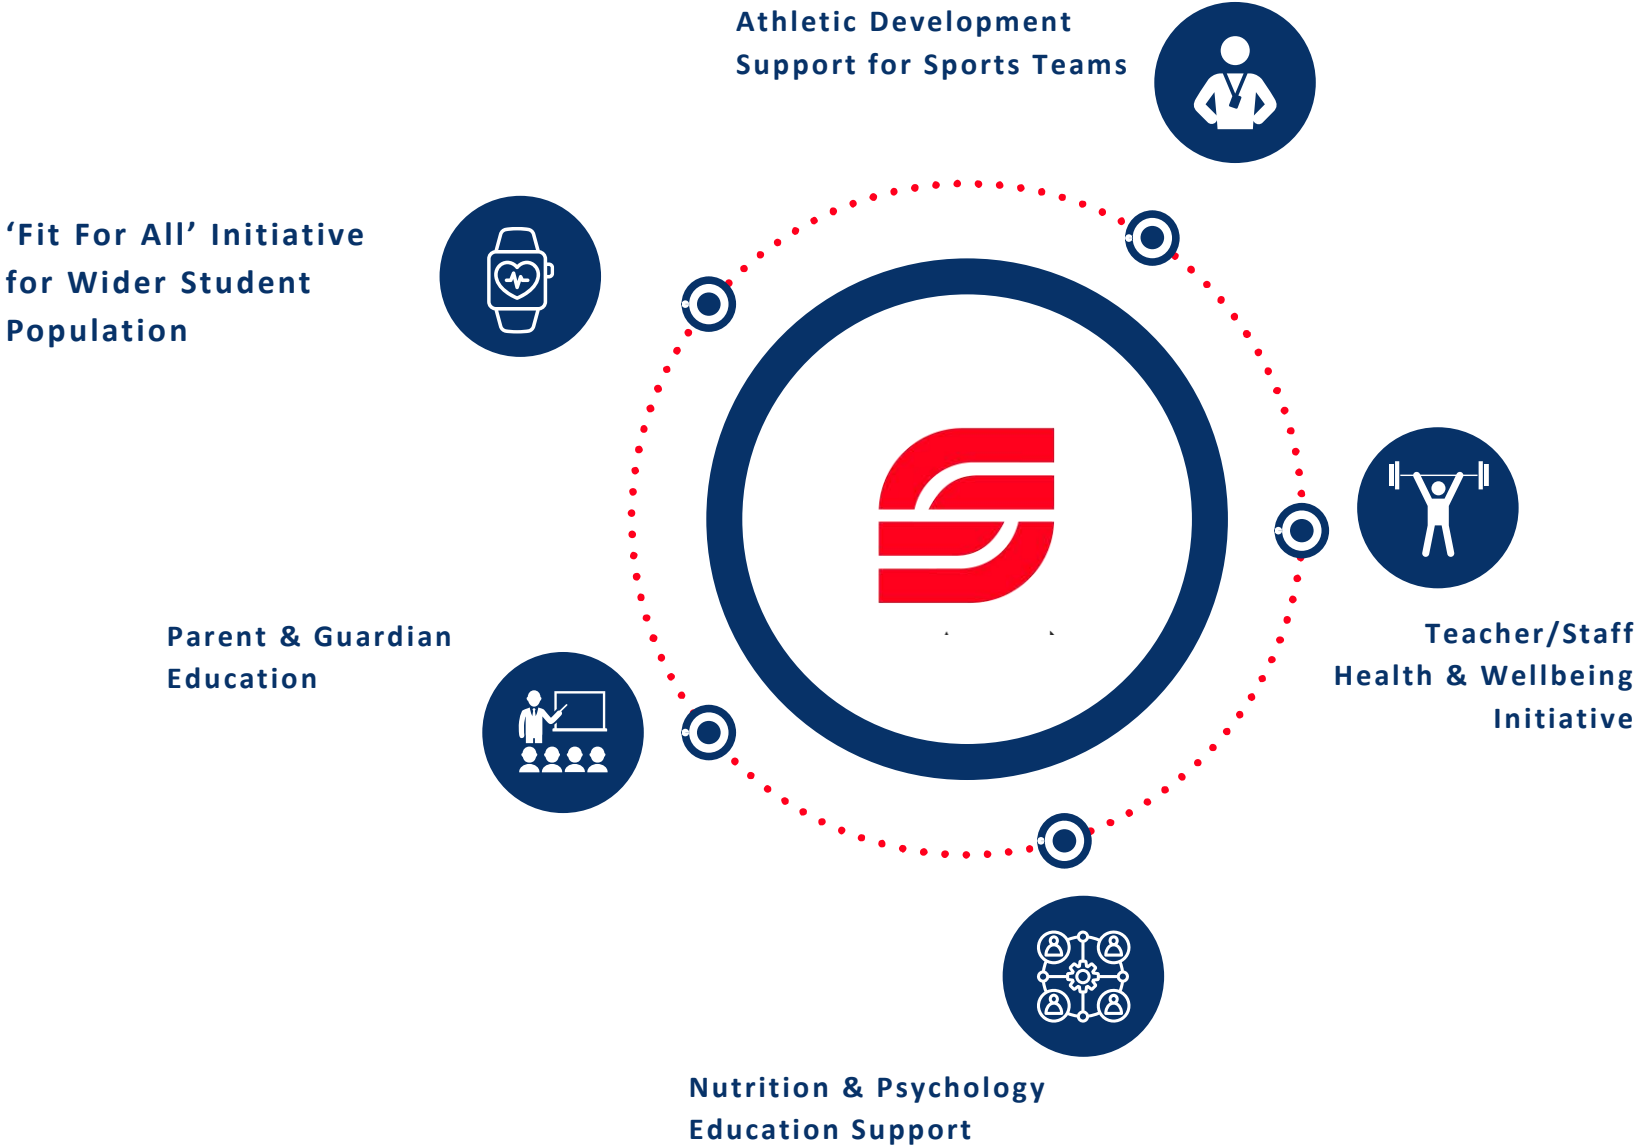 Athletic Development
Support for Sports Teams
‘Fit For All’ Initiative
for Wider Student
Population
Parent & Guardian
Education
Teacher/Staff
Health & Wellbeing
Initiative
Nutrition & Psychology
Education Support